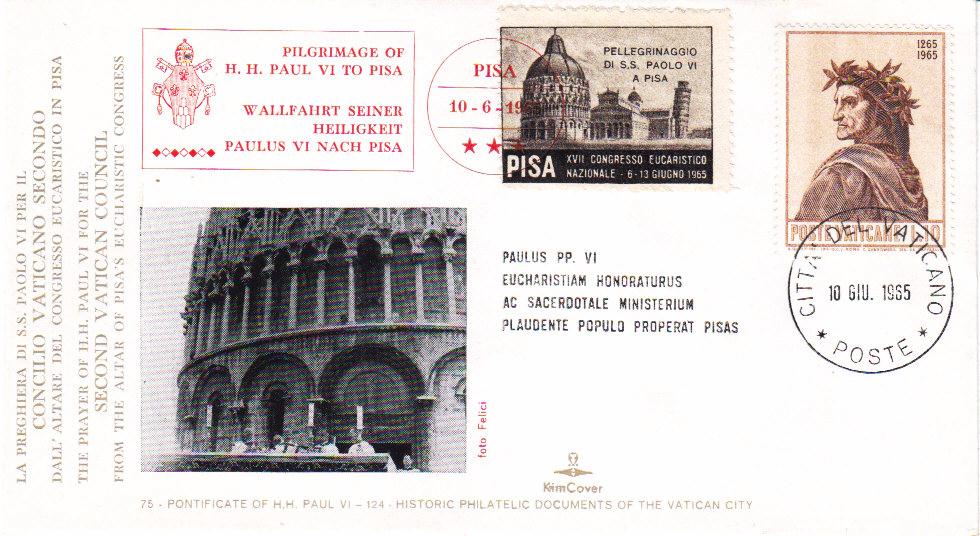 LA PREGHIERA DI S.S. PAOLO VI PER IL
CONCILIO VATICANO SECONDO
DALL'ALTARE DEL CONGRESSO EUCARISTICO IN PISA
THE PRAYER OF H.H. PAUL VI FOR THE
SECOND VATICAN COUNCIL
FROM THE ALTAR OF PISA'S EUCHARISTIC CONGRESS
PILGRIMAGE OF
H. H. PAUL VI TO PISA
WALLFAHRT SEINER
HEILIGKEIT
PAULUS VI NACH PISA
PISA
10-6-19
PELLEGRINAGGIO
DI S.S. PAOLO VI
A PISA
PISA
XVII CONGRESSO EUCARISTICO
NAZIONALE - 6-13 GIUGNO 1965
1265
1965
POSTE VATICANE L.
CITTA' DEL VATICANO
10 GIU. 1965
* POSTE *
PAULUS PP. VI
EUCHARISTIAM HONORATURUS
AC SACERDOTALE MINISTERIUM
PLAUDENTE POPULO PROPERAT PISAS
foto Felici
KimCover
75 - PONTIFICATE OF H.H. PAUL VI - 124 - HISTORIC PHILATELIC DOCUMENTS OF THE VATICAN CITY